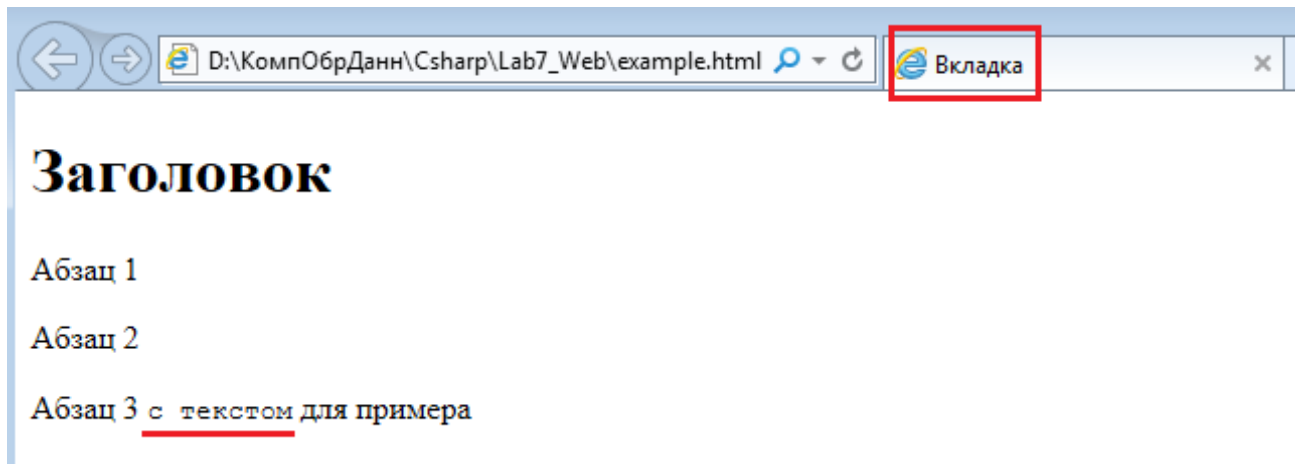 D:\КомпОбрДанн\Csharp\Lab7_Web\example.html Вкладка
Заголовок
Абзац 1
Абзац 2
Абзац 3 с текстом для примера